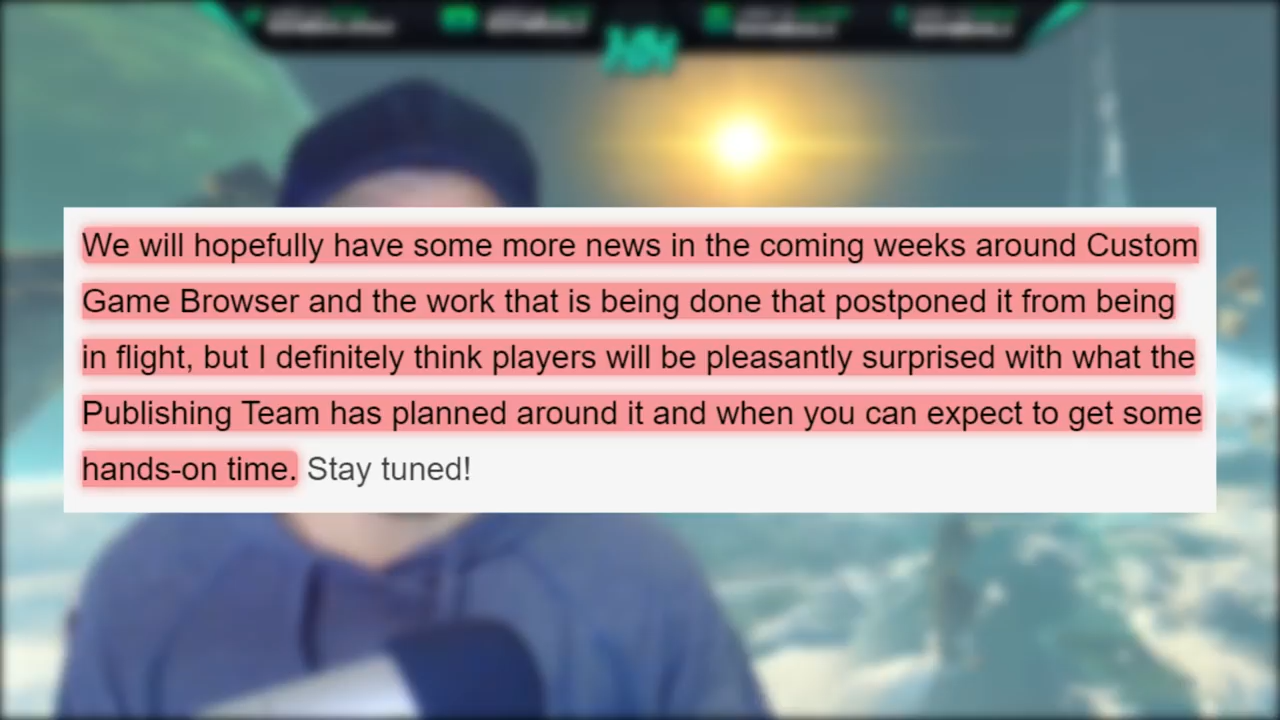 We will hopefully have some more news in the coming weeks around Custom
Game Browser and the work that is being done that postponed it from being
in flight, but I definitely think players will be pleasantly surprised with what the
Publishing Team has planned around it and when you can expect to get some
hands-on time. Stay tuned!